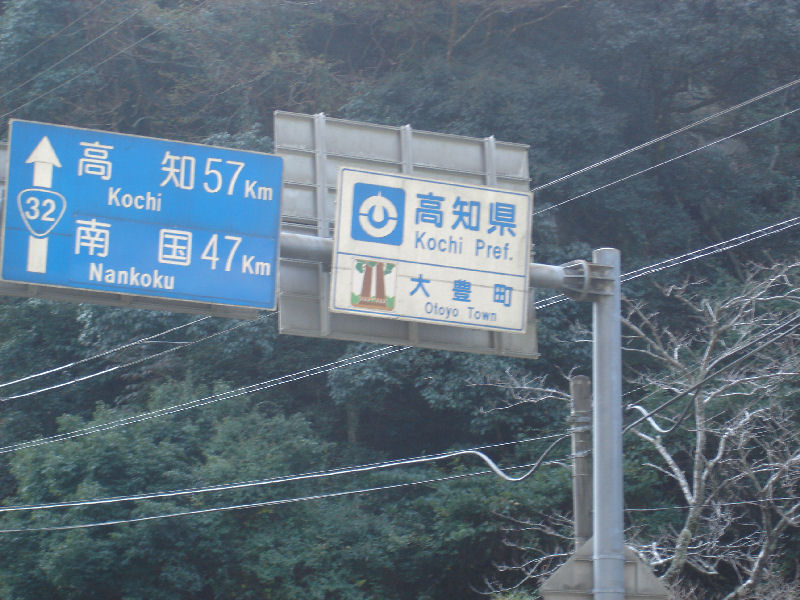 高知 57Km
Kochi
32
南国 47Km
Nankoku
高知県
Kochi Pref.
大豊町
Otoyo Town